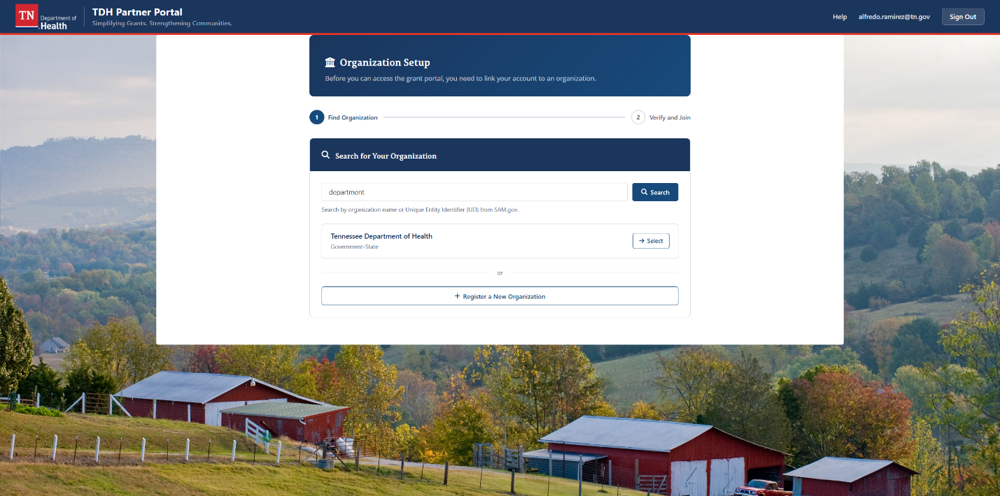 TN
Department of
Health
TDH Partner Portal
Simplifying Grants. Strengthening Communities.
Help
alfredo.ramirez@tn.gov
Sign Out
Organization Setup
Before you can access the grant portal, you need to link your account to an organization.
1 Find Organization
2 Verify and Join
Search for Your Organization
department
Search
Search by organization name or Unique Entity Identifier (UEI) from SAM.gov.
Tennessee Department of Health
Government-State
Select
or
+ Register a New Organization